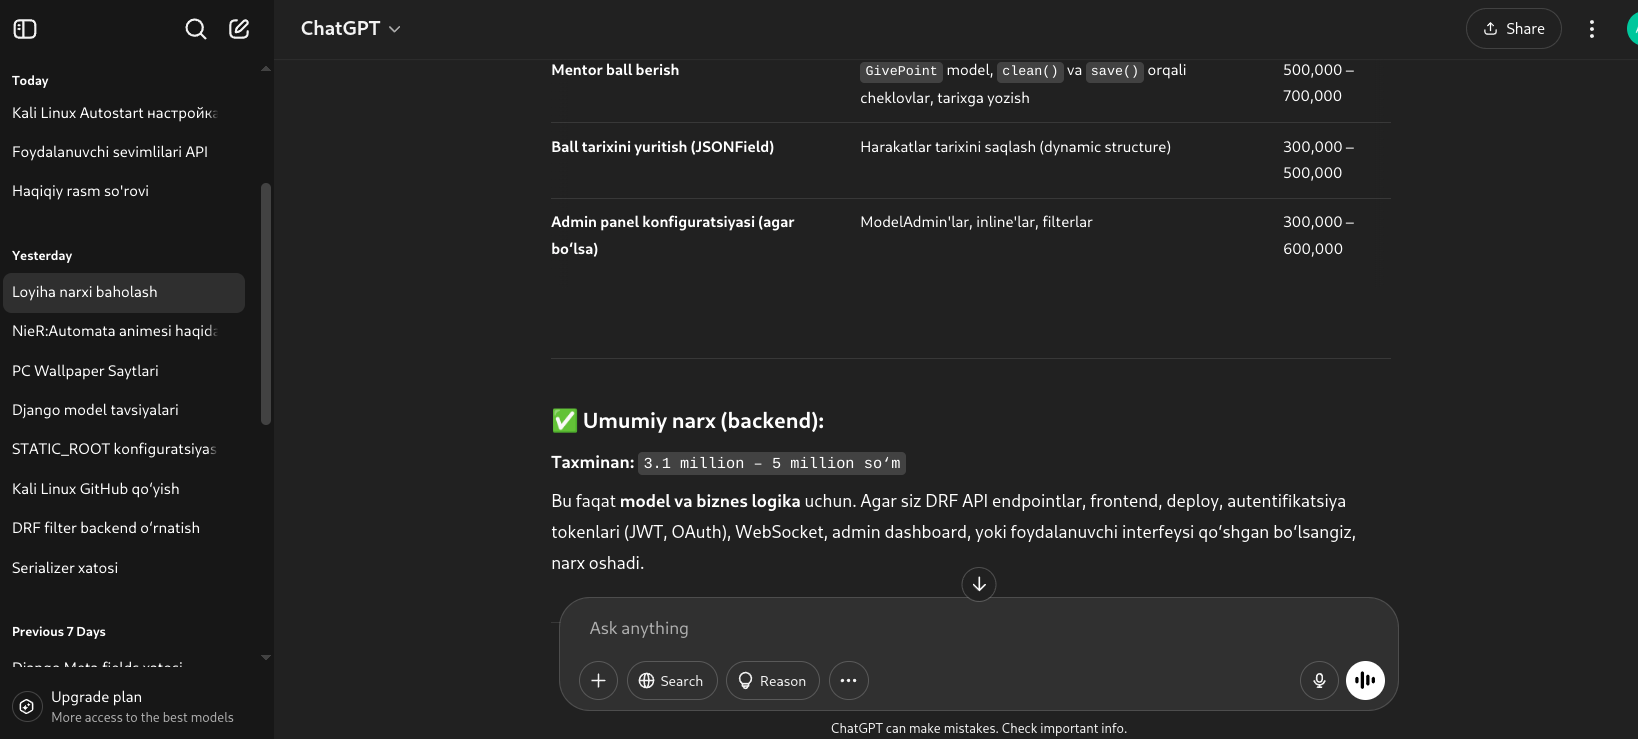 ChatGPT
Share
Today
Kali Linux Autostart настройка
Foydalanuvchi sevimlilari API
Haqiqiy rasm so'rovi
Yesterday
Loyiha narxi baholash
NieR:Automata animesi haqida
PC Wallpaper Saytlari
Django model tavsiyalari
STATIC_ROOT konfiguratsiyas
Kali Linux GitHub qo‘yish
DRF filter backend o‘rnatish
Serializer xatosi
Previous 7 Days
Django Meta fields xatosi
Upgrade plan
More access to the best models
Mentor ball berish
GivePoint model, clean() va save() orqali
cheklovlar, tarixga yozish
500,000 –
700,000
Ball tarixini yuritish (JSONField)
Harakatlar tarixini saqlash (dynamic structure)
300,000 –
500,000
Admin panel konfiguratsiyasi (agar
bo‘lsa)
ModelAdmin'lar, inline'lar, filterlar
300,000 –
600,000
✅ Umumiy narx (backend):
Taxminan: 3.1 million – 5 million so‘m
Bu faqat model va biznes logika uchun. Agar siz DRF API endpointlar, frontend, deploy, autentifikatsiya
tokenlari (JWT, OAuth), WebSocket, admin dashboard, yoki foydalanuvchi interfeysi qo‘shgan bo‘lsangiz,
narx oshadi.
Ask anything
Search
Reason
ChatGPT can make mistakes. Check important info.